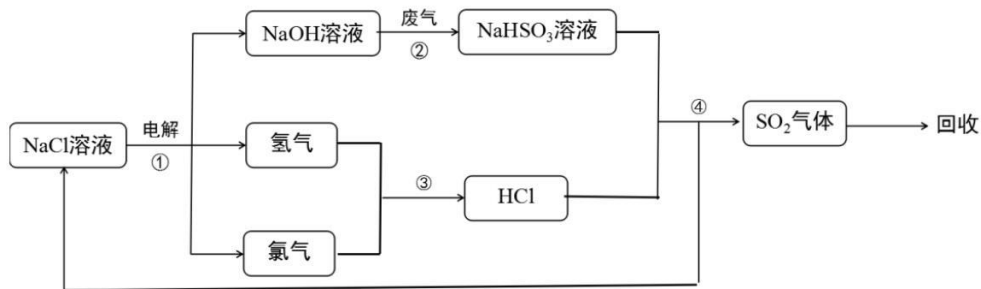 NaOH溶液
废气
②
NaHSO₃溶液
NaCl溶液
电解
①
氢气
③
HCl
④
SO₂气体
回收
氯气